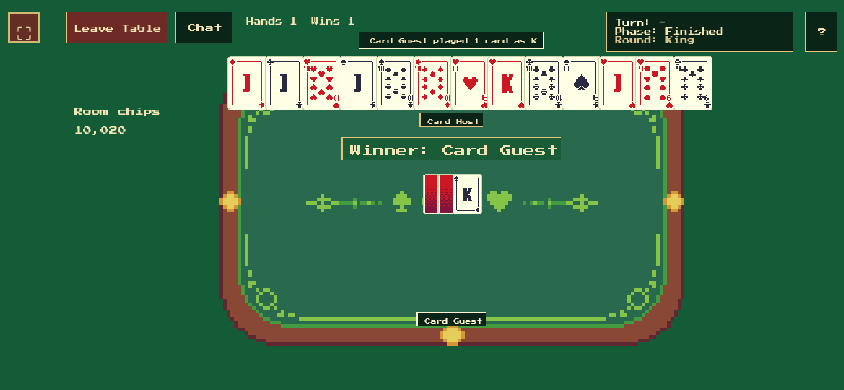 Leave Table
Chat
Hands 1 Wins 1
Card Guest played 1 card as K
Turn: -
Phase: Finished
Round: King
?
Room chips
10,020
Card Host
Winner: Card Guest
K
K
Card Guest